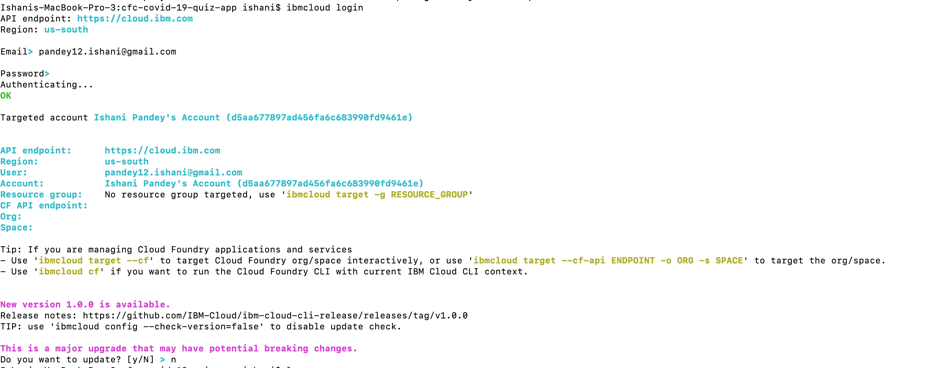 Ishanis-MacBook-Pro-3:cfc-covid-19-quiz-app ishani$ ibmcloud login
API endpoint: https://cloud.ibm.com
Region: us-south
Email> pandey12.ishani@gmail.com
Password>
Authenticating...
OK
Targeted account Ishani Pandey's Account (d5aa677897ad456fa6c683990fd9461e)
API endpoint: https://cloud.ibm.com
Region: us-south
User: pandey12.ishani@gmail.com
Account: Ishani Pandey's Account (d5aa677897ad456fa6c683990fd9461e)
Resource group: No resource group targeted, use 'ibmcloud target -g RESOURCE_GROUP'
CF API endpoint:
Org:
Space:
Tip: If you are managing Cloud Foundry applications and services
- Use 'ibmcloud target --cf' to target Cloud Foundry org/space interactively, or use 'ibmcloud target --cf-api ENDPOINT -o ORG -s SPACE' to target the org/space.
- Use 'ibmcloud cf' if you want to run the Cloud Foundry CLI with current IBM Cloud CLI context.
New version 1.0.0 is available.
Release notes: https://github.com/IBM-Cloud/ibm-cloud-cli-release/releases/tag/v1.0.0
TIP: use 'ibmcloud config --check-version=false' to disable update check.
This is a major upgrade that may have potential breaking changes.
Do you want to update? [y/N] > n